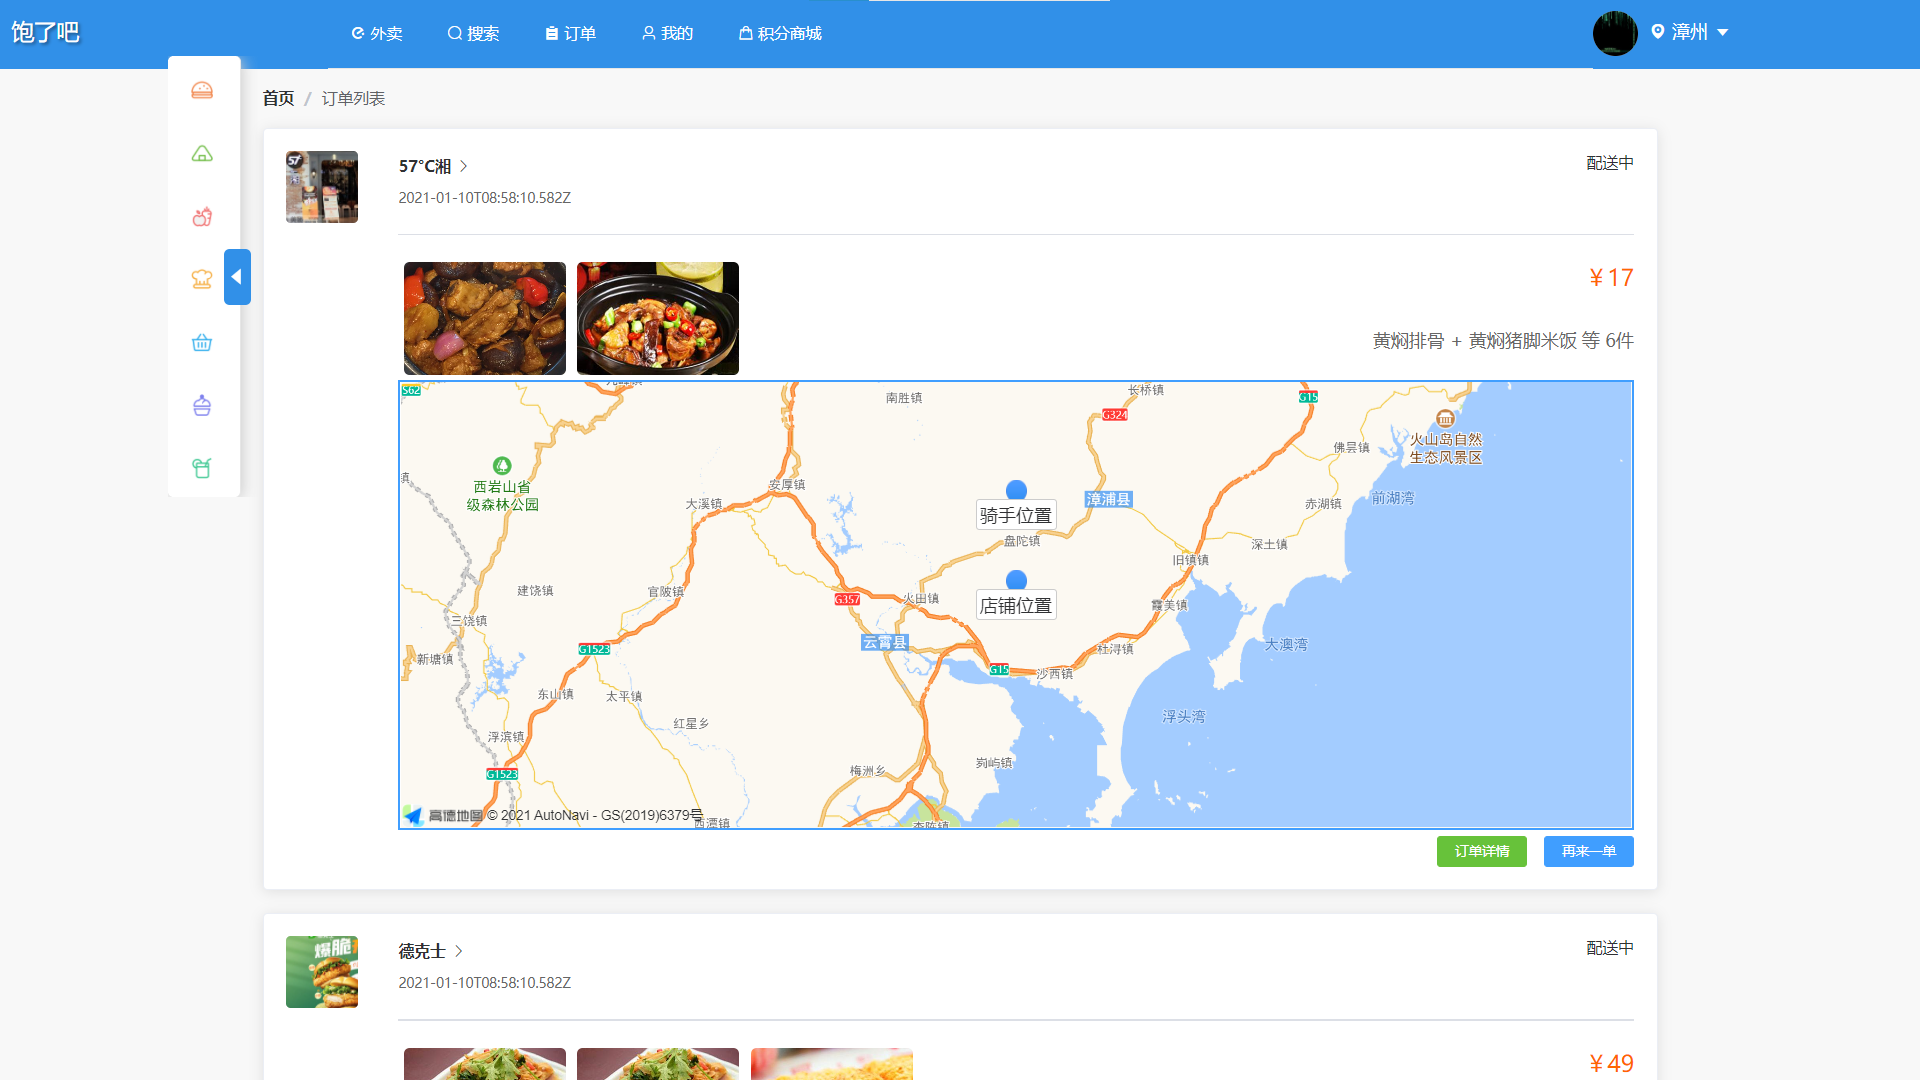 饱了吧
外卖
搜索
订单
我的
积分商城
漳州
首页 / 订单列表
57°C湘
配送中
2021-01-10T08:58:10.582Z
¥17
黄焖排骨 + 黄焖猪脚米饭 等 6件
S62
南胜镇
长桥镇
G15
G324
火山岛自然
生态风景区
佛昙镇
西岩山省
级森林公园
安厚镇
大溪镇
漳浦县
前湖湾
赤湖镇
骑手位置
盘陀镇
深土镇
旧镇镇
建饶镇
官陂镇
G357
火田镇
店铺位置
霞美镇
三饶镇
云霄县
大澳湾
G1523
杜浔镇
新塘镇
G15
沙西镇
东山镇
太平镇
浮头湾
红星乡
浮滨镇
G1523
梅洲乡
高德地图 © 2021 AutoNavi - GS(2019)6379号
西潭镇
订单详情
再来一单
德克士
配送中
2021-01-10T08:58:10.582Z
¥49